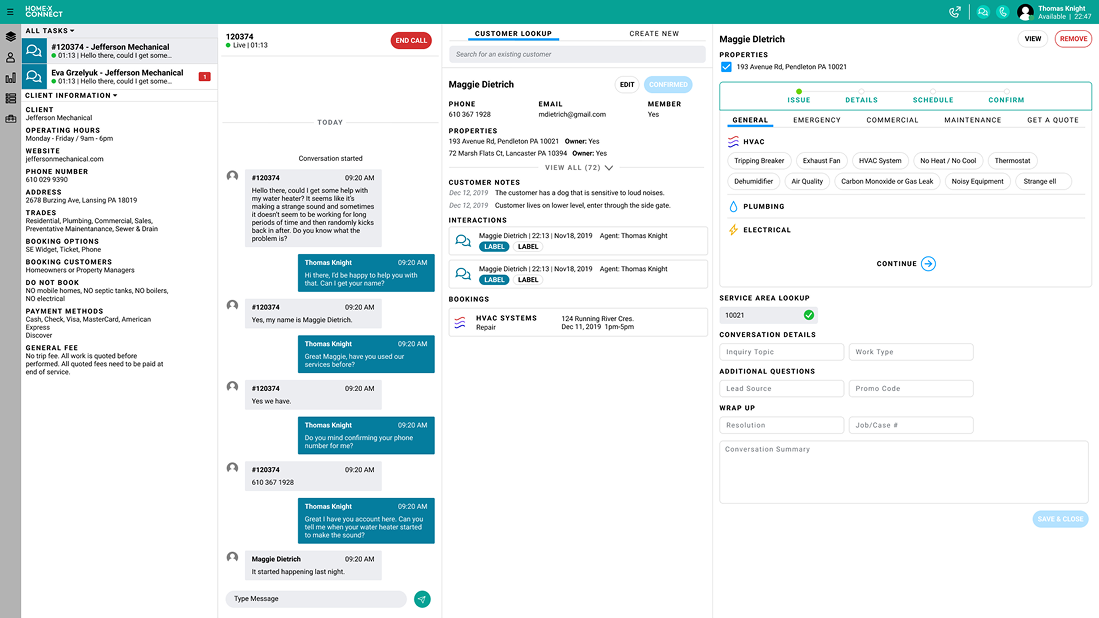 HOME-X
CONNECT
Thomas Knight
Available | 22:47
ALL TASKS
#120374 - Jefferson Mechanical
01:13 | Hello there, could I get some...
Eva Grzelyuk - Jefferson Mechanical
01:13 | Hello there, could I get some...
1
CLIENT INFORMATION
CLIENT
Jefferson Mechanical
OPERATING HOURS
Monday - Friday / 9am - 6pm
WEBSITE
jeffersonmechanical.com
PHONE NUMBER
610 029 9390
ADDRESS
2678 Burzing Ave, Lansing PA 18019
TRADES
Residential, Plumbing, Commercial, Sales,
Preventative Mainentanance, Sewer & Drain
BOOKING OPTIONS
SE Widget, Ticket, Phone
BOOKING CUSTOMERS
Homeowners or Property Managers
DO NOT BOOK
NO mobile homes, NO septic tanks, NO boilers,
NO electrical
PAYMENT METHODS
Cash, Check, Visa, MasterCard, American
Express
Discover
GENERAL FEE
No trip fee. All work is quoted before
performed. All quoted fees need to be paid at
end of service.
120374
Live | 01:13
END CALL
TODAY
Conversation started
#120374 09:20 AM
Hello there, could I get some help with
my water heater? It seems like it's
making a strange sound and sometimes
it doesn't seem to be working for long
periods of time and then randomly kicks
back in after. Do you know what the
problem is?
Thomas Knight 09:20 AM
Hi there, I'd be happy to help you with
that. Can I get your name?
#120374 09:20 AM
Yes, my name is Maggie Dietrich.
Thomas Knight 09:20 AM
Great Maggie, have you used our
services before?
#120374 09:20 AM
Yes we have.
Thomas Knight 09:20 AM
Do you mind confirming your phone
number for me?
#120374 09:20 AM
610 367 1928
Thomas Knight 09:20 AM
Great I have you account here. Can you
tell me when your water heater started
to make the sound?
Maggie Dietrich 09:20 AM
It started happening last night.
Type Message
CUSTOMER LOOKUP CREATE NEW
Search for an existing customer
Maggie Dietrich EDIT CONFIRMED
PHONE EMAIL MEMBER
610 367 1928 mdietrich@gmail.com Yes
PROPERTIES
193 Avenue Rd, Pendleton PA 10021 Owner: Yes
72 Marsh Flats Ct, Lancaster PA 10394 Owner: Yes
VIEW ALL (72)
CUSTOMER NOTES
Dec 12, 2019 The customer has a dog that is sensitive to loud noises.
Dec 12, 2019 Customer lives on lower level, enter through the side gate.
INTERACTIONS
Maggie Dietrich | 22:13 | Nov18, 2019 Agent: Thomas Knight
LABEL LABEL
Maggie Dietrich | 22:13 | Nov18, 2019 Agent: Thomas Knight
LABEL LABEL
BOOKINGS
HVAC SYSTEMS 124 Running River Cres.
Repair Dec 11, 2019 1pm-5pm
Maggie Dietrich VIEW REMOVE
PROPERTIES
193 Avenue Rd, Pendleton PA 10021
ISSUE DETAILS SCHEDULE CONFIRM
GENERAL EMERGENCY COMMERCIAL MAINTENANCE GET A QUOTE
HVAC
Tripping Breaker Exhaust Fan HVAC System No Heat / No Cool Thermostat
Dehumidifier Air Quality Carbon Monoxide or Gas Leak Noisy Equipment Strange ell
PLUMBING
ELECTRICAL
CONTINUE
SERVICE AREA LOOKUP
10021
CONVERSATION DETAILS
Inquiry Topic Work Type
ADDITIONAL QUESTIONS
Lead Source Promo Code
WRAP UP
Resolution Job/Case #
Conversation Summary
SAVE & CLOSE